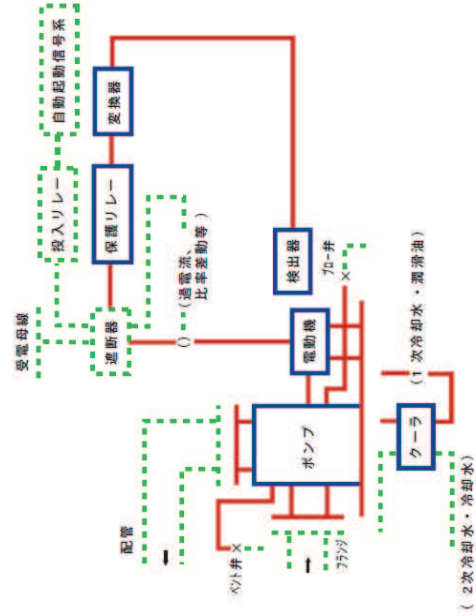 受電母線
投入リレー
自動起動信号系
遮断器
保護リレー
変換器
(過電流、
比率差動等)
()
配管
検出器
ブロー弁
×
電動機
ベント弁
×
ポンプ
フランジ
クーラ
(1次冷却水・潤滑油)
(2次冷却水・冷却水)